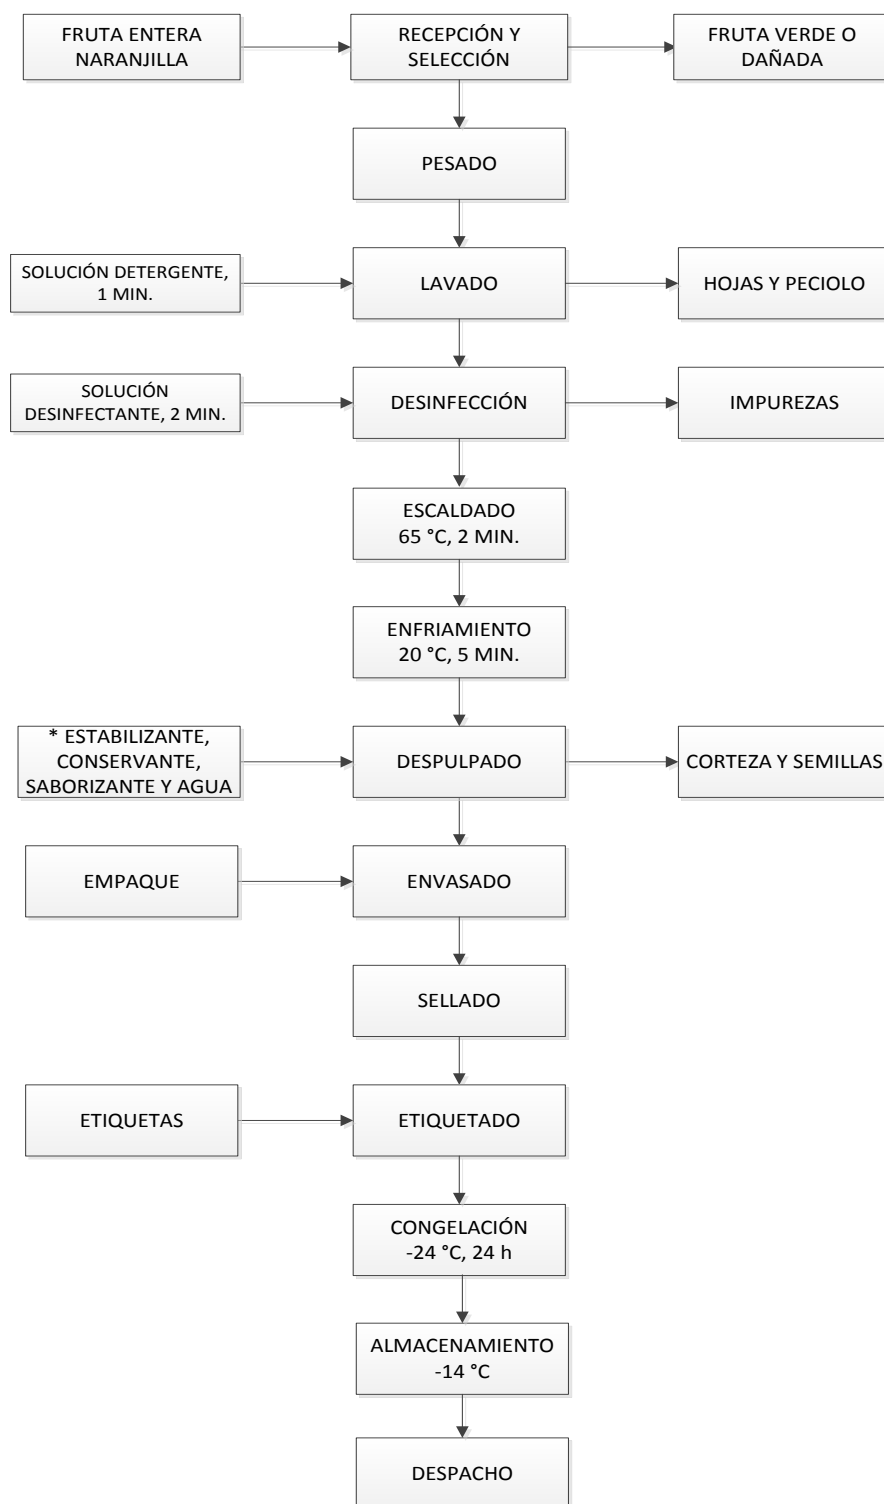 FRUTA ENTERA
NARANJILLA
RECEPCIÓN Y
SELECCIÓN
FRUTA VERDE O
DAÑADA
PESADO
SOLUCIÓN DETERGENTE,
1 MIN.
LAVADO
HOJAS Y PECIOLO
SOLUCIÓN
DESINFECTANTE, 2 MIN.
DESINFECCIÓN
IMPUREZAS
ESCALDADO
65 °C, 2 MIN.
ENFRIAMIENTO
20 °C, 5 MIN.
* ESTABILIZANTE,
CONSERVANTE,
SABORIZANTE Y AGUA
DESPULPADO
CORTEZA Y SEMILLAS
EMPAQUE
ENVASADO
SELLADO
ETIQUETAS
ETIQUETADO
CONGELACIÓN
-24 °C, 24 h
ALMACENAMIENTO
-14 °C
DESPACHO